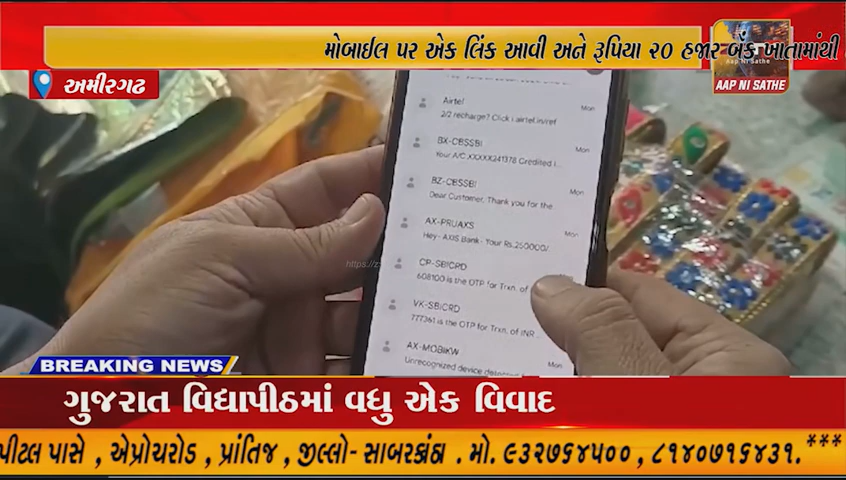 મોબાઈલ પર એક લિંક આવી અને રૂપિયા ૨૦ હજાર બેંક ખાતામાંથી
Aap Ni Sathe
AAP NI SATHE
અમીરગઢ
Airtel
Mon
2/2 recharge? Click i.airtel.in/ref
BX-CBSSBI
Mon
Your A/C XXXXX241378 Credited i...
BZ-CBSSBI
Mon
Dear Customer, Thank you for the
AX-PRUAXS
Mon
Hey- AXIS Bank - Your Rs.250000/
CP-SBICRD
608100 is the OTP for Trxn. of
VK-SBICRD
777361 is the OTP for Trxn. of INR ...
AX-MOBIKW
Mon
Unrecognized device detected
BREAKING NEWS
ગુજરાત વિદ્યાપીઠમાં વધુ એક વિવાદ
પીટલ પાસે , એપ્રોચરોડ , પ્રાંતિજ , જીલ્લો- સાબરકાંઠા . મો. ૯૩૨૭૬૪૫૦૦ , ૮૧૪૦૭૧૬૪૩૧. ***